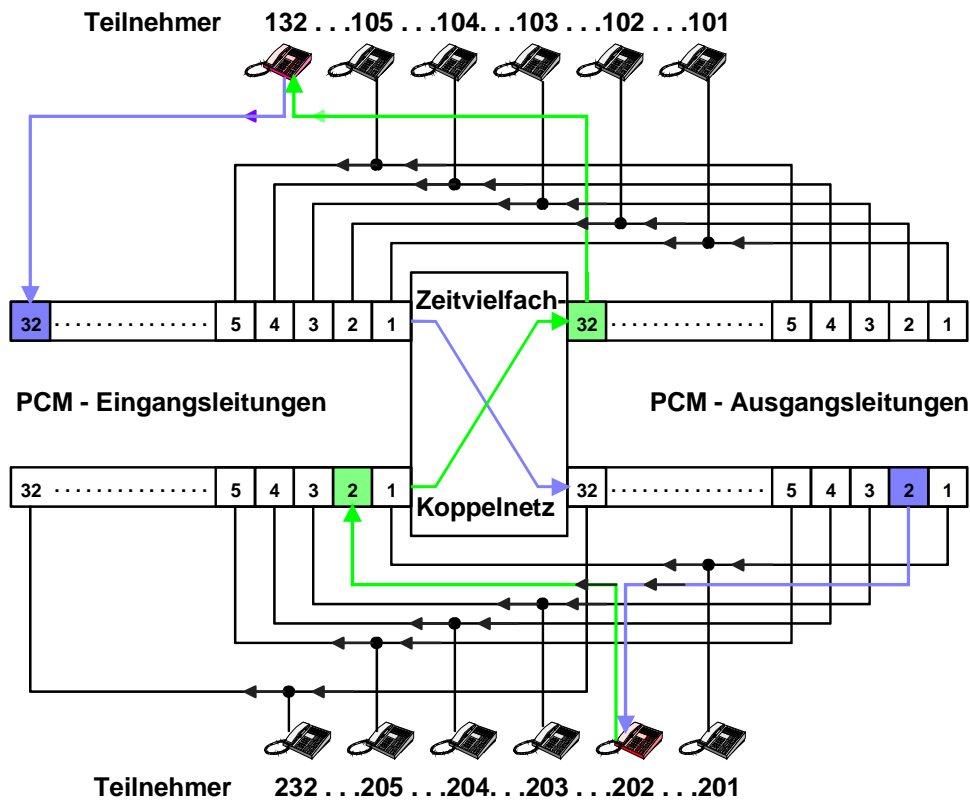 Teilnehmer 132 . . .105 . . .104. . .103 . . .102 . . .101
32 . . . . . . . . . . . . . . . 5 4 3 2 1
Zeitvielfach-
32 . . . . . . . . . . . . . . . 5 4 3 2 1
PCM - Eingangsleitungen
PCM - Ausgangsleitungen
32 . . . . . . . . . . . . . . . 5 4 3 2 1
Koppelnetz
32 . . . . . . . . . . . . . . . 5 4 3 2 1
Teilnehmer 232 . . .205 . . .204. . .203 . . .202 . . .201